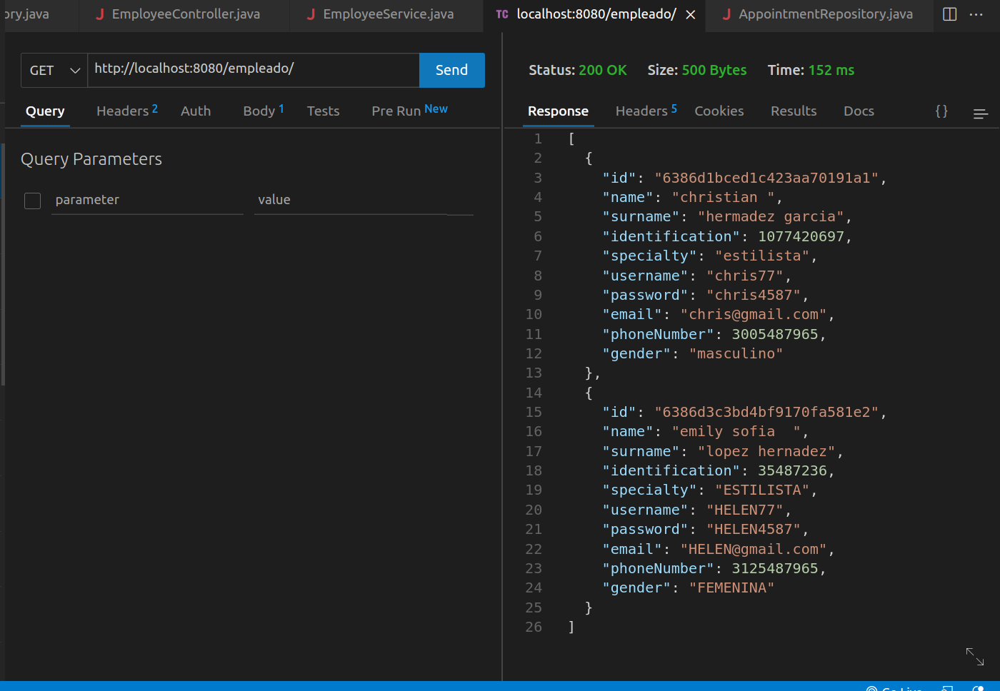 ory.java
J EmployeeController.java
J EmployeeService.java
TC localhost:8080/empleado/
J AppointmentRepository.java
GET
http://localhost:8080/empleado/
Send
Query
Headers 2
Auth
Body 1
Tests
Pre Run New
Query Parameters
parameter
value
Status: 200 OK Size: 500 Bytes Time: 152 ms
Response
Headers 5
Cookies
Results
Docs
{}
1 [
2 {
3 "id": "6386d1bced1c423aa70191a1",
4 "name": "christian ",
5 "surname": "hermadez garcia",
6 "identification": 1077420697,
7 "specialty": "estilista",
8 "username": "chris77",
9 "password": "chris4587",
10 "email": "chris@gmail.com",
11 "phoneNumber": 3005487965,
12 "gender": "masculino"
13 },
14 {
15 "id": "6386d3c3bd4bf9170fa581e2",
16 "name": "emily sofia  ",
17 "surname": "lopez hernadez",
18 "identification": 35487236,
19 "specialty": "ESTILISTA",
20 "username": "HELEN77",
21 "password": "HELEN4587",
22 "email": "HELEN@gmail.com",
23 "phoneNumber": 3125487965,
24 "gender": "FEMENINA"
25 }
26 ]
Go Live